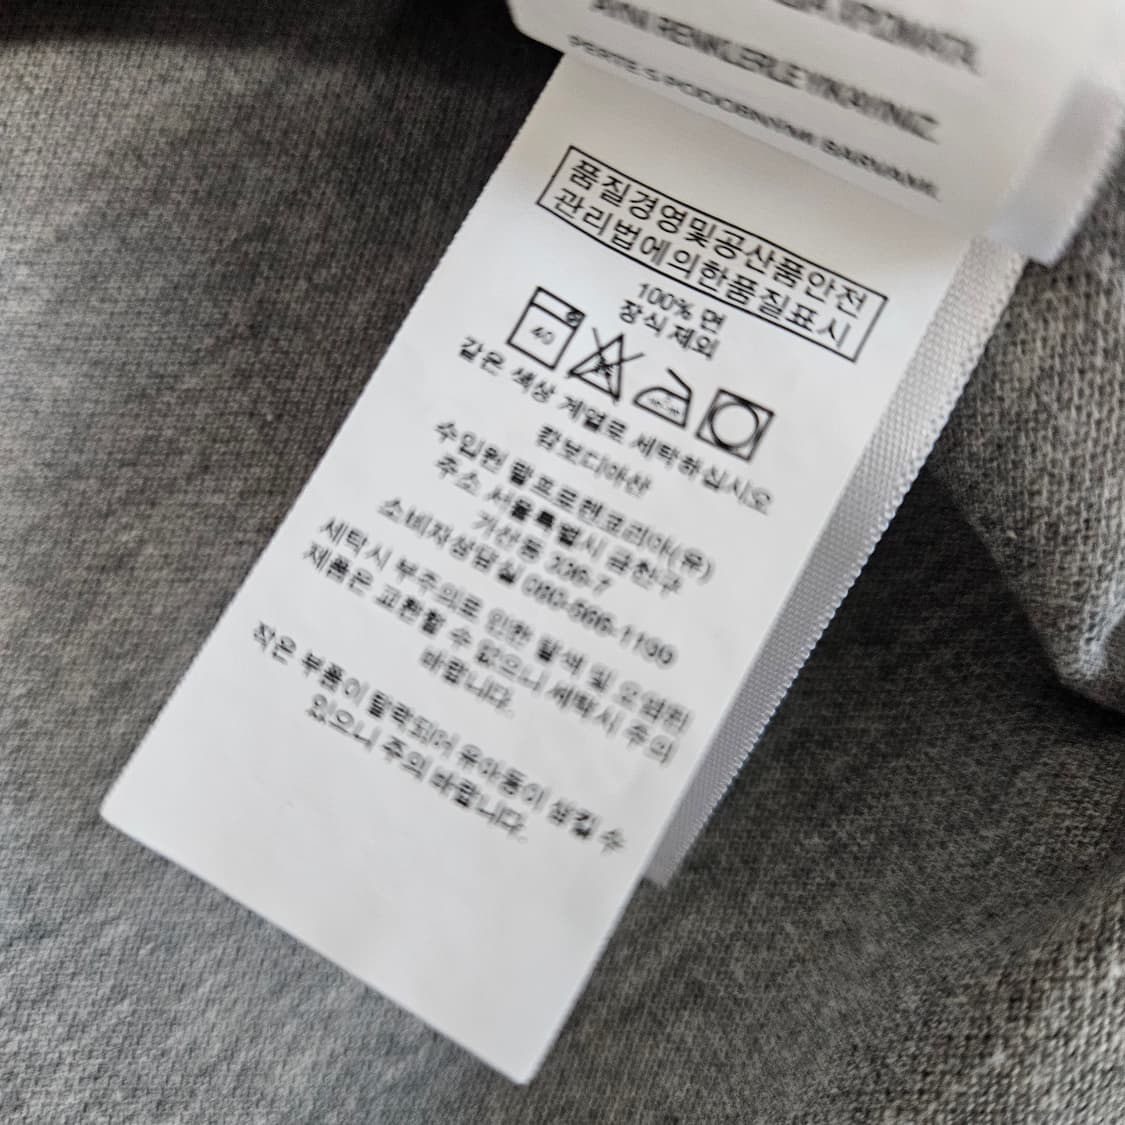 AYNI RENKLERLE YIKAYINIZ
PERTE S PODOBNÝMI BARVAMI
품질경영및공산품안전
관리법에의한품질표시
100% 면
장식 제외
40
같은 색상 계열로 세탁하십시오
캄보디아산
수입원 랄프로렌코리아(유)
주소 서울특별시 금천구
가산동 336-7
소비자상담실 080-566-1100
세탁시 부주의로 인한 탈색 및 오염된
제품은 교환할 수 없으니 세탁시 주의
바랍니다.
작은 부품이 탈락되어 유아동이 삼킬 수
있으니 주의 바랍니다.